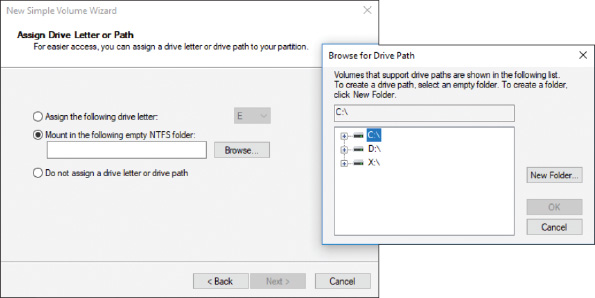 New Simple Volume Wizard
Assign Drive Letter or Path
For easier access, you can assign a drive letter or drive path to your partition.
Assign the following drive letter:
E
Mount in the following empty NTFS folder:
Browse...
Do not assign a drive letter or drive path
< Back
Next >
Cancel
Browse for Drive Path
Volumes that support drive paths are shown in the following list.
To create a drive path, select an empty folder. To create a folder,
click New Folder.
C:\
C:\
D:\
X:\
New Folder...
OK
Cancel